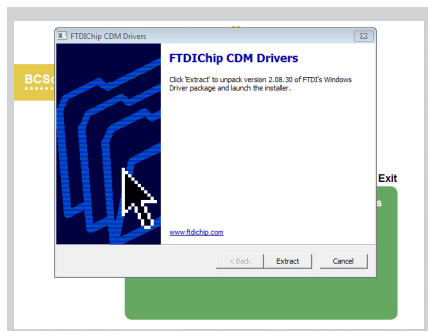 FTDIChip CDM Drivers
FTDIChip CDM Drivers
Click 'Extract' to unpack version 2.08.30 of FTDI's Windows
Driver package and launch the installer.
BCSo
Exit
s
www.ftdichip.com
< Back
Extract
Cancel